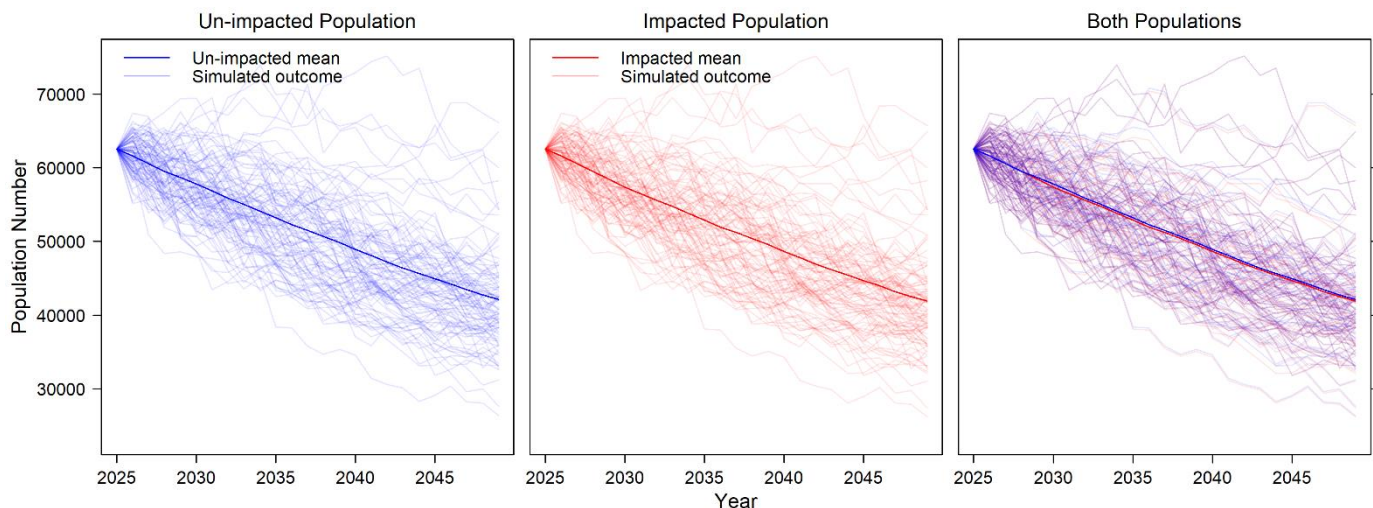 Un-impacted Population
Impacted Population
Both Populations
Un-impacted mean
Simulated outcome
Impacted mean
Simulated outcome
Population Number
70000
60000
50000
40000
30000
2025 2030 2035 2040 2045
2025 2030 2035 2040 2045
2025 2030 2035 2040 2045
Year